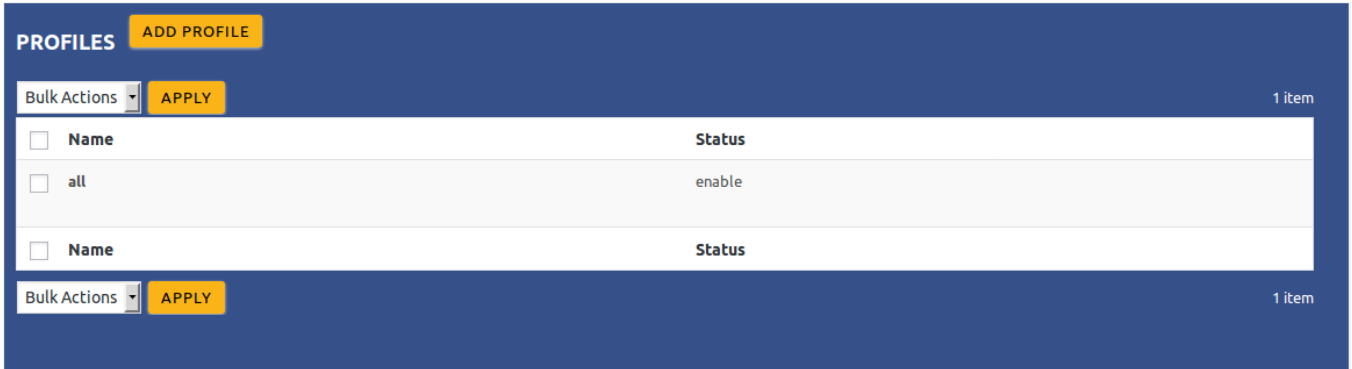 PROFILES ADD PROFILE
Bulk Actions APPLY 1 item
Name Status
all enable
Name Status
Bulk Actions APPLY 1 item